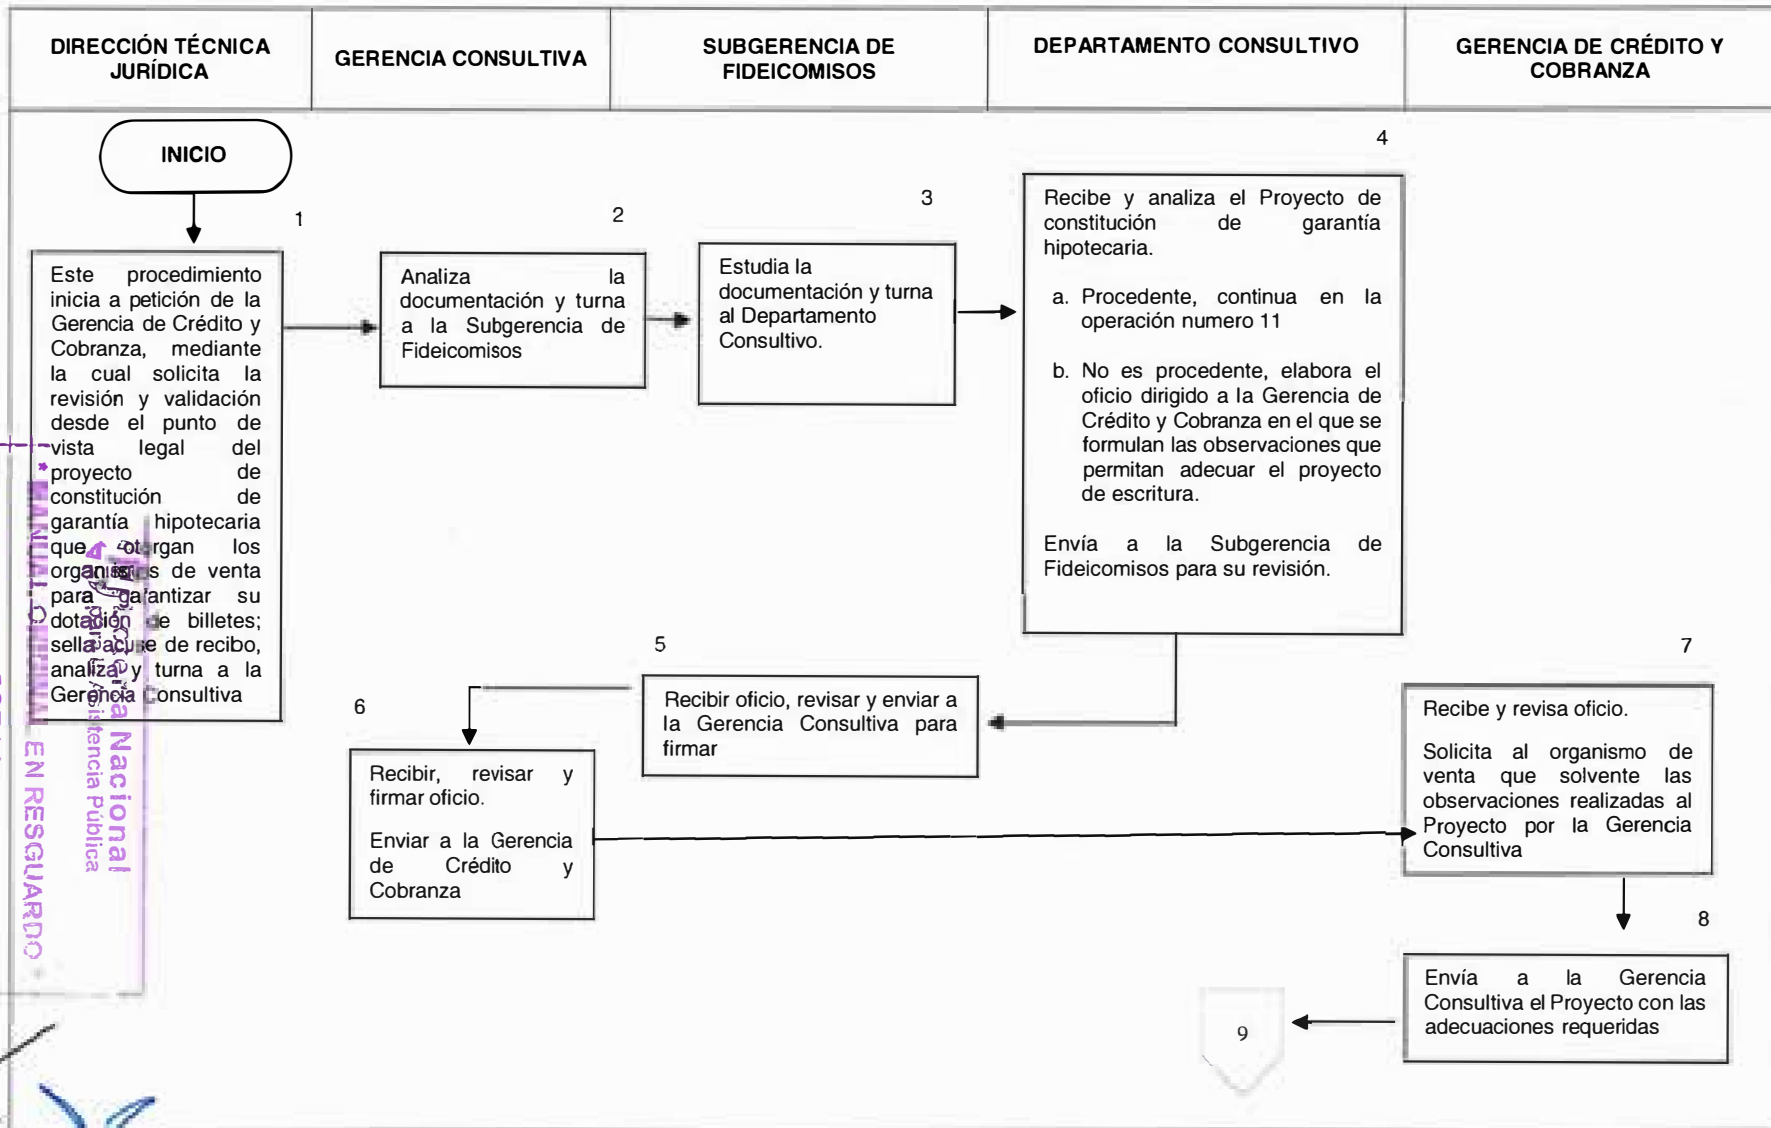 DIRECCIÓN TÉCNICA
JURÍDICA
GERENCIA CONSULTIVA
SUBGERENCIA DE
FIDEICOMISOS
DEPARTAMENTO CONSULTIVO
GERENCIA DE CRÉDITO Y
COBRANZA
INICIO
1
Este procedimiento
inicia a petición de la
Gerencia de Crédito y
Cobranza, mediante
la cual solicita la
revisión y validación
desde el punto de
vista legal del
proyecto de
constitución de
garantía hipotecaria
que otorgan los
organismos de venta
para garantizar su
dotación de billetes;
sella acuse de recibo,
analiza y turna a la
Gerencia Consultiva
2
Analiza la
documentación y turna
a la Subgerencia de
Fideicomisos
3
Estudia la
documentación y turna
al Departamento
Consultivo.
4
Recibe y analiza el Proyecto de
constitución de garantía
hipotecaria.
a. Procedente, continua en la
operación numero 11
b. No es procedente, elabora el
oficio dirigido a la Gerencia de
Crédito y Cobranza en el que se
formulan las observaciones que
permitan adecuar el proyecto
de escritura.
Envía a la Subgerencia de
Fideicomisos para su revisión.
5
Recibir oficio, revisar y enviar a
la Gerencia Consultiva para
firmar
6
Recibir, revisar y
firmar oficio.
Enviar a la Gerencia
de Crédito y
Cobranza
7
Recibe y revisa oficio.
Solicita al organismo de
venta que solvente las
observaciones realizadas al
Proyecto por la Gerencia
Consultiva
8
Envía a la Gerencia
Consultiva el Proyecto con las
adecuaciones requeridas
9
Nacional
Pública
EN RESGUARDO